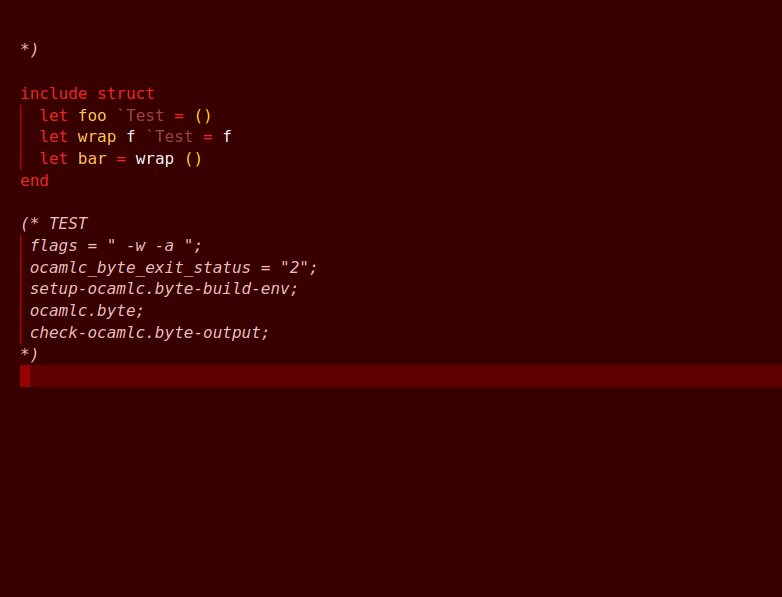 *)
include struct
  let foo `Test = ()
  let wrap f `Test = f
  let bar = wrap ()
end
(* TEST
 flags = " -w -a ";
 ocamlc_byte_exit_status = "2";
 setup-ocamlc.byte-build-env;
 ocamlc.byte;
 check-ocamlc.byte-output;
*)